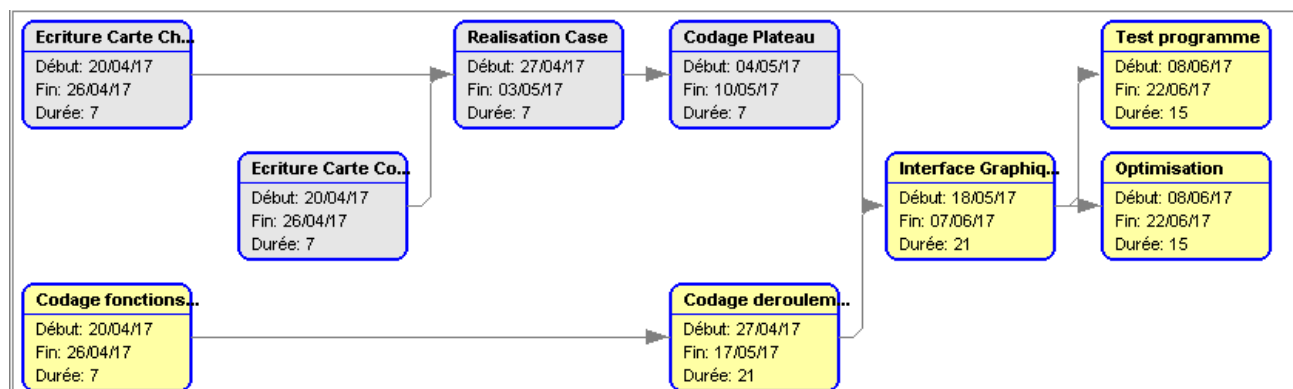 Ecriture Carte Ch...
Début: 20/04/17
Fin: 26/04/17
Durée: 7
Realisation Case
Début: 27/04/17
Fin: 03/05/17
Durée: 7
Codage Plateau
Début: 04/05/17
Fin: 10/05/17
Durée: 7
Test programme
Début: 08/06/17
Fin: 22/06/17
Durée: 15
Ecriture Carte Co...
Début: 20/04/17
Fin: 26/04/17
Durée: 7
Interface Graphiq...
Début: 18/05/17
Fin: 07/06/17
Durée: 21
Optimisation
Début: 08/06/17
Fin: 22/06/17
Durée: 15
Codage fonctions...
Début: 20/04/17
Fin: 26/04/17
Durée: 7
Codage deroulem...
Début: 27/04/17
Fin: 17/05/17
Durée: 21